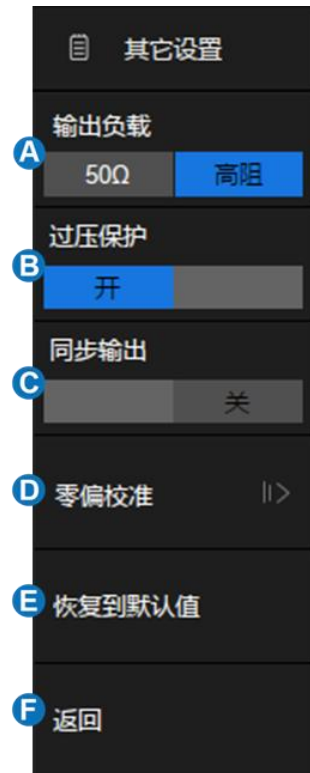 其它设置
输出负载
A
50Ω 高阻
过压保护
B
开
同步输出
C
关
D 零偏校准
E 恢复到默认值
F 返回